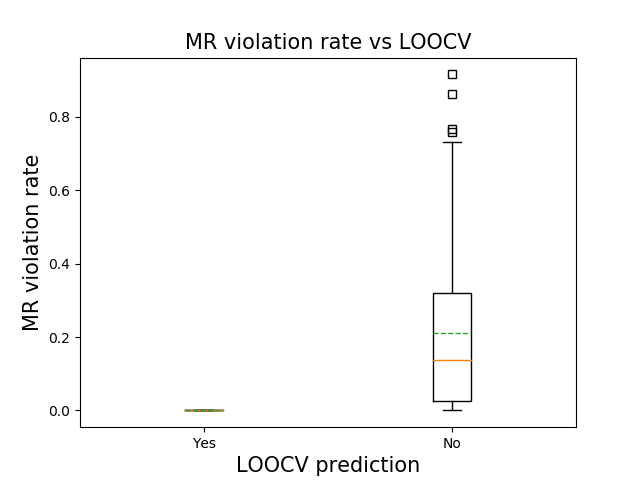 MR violation rate vs LOOCV
MR violation rate
0.8
0.6
0.4
0.2
0.0
Yes
No
LOOCV prediction